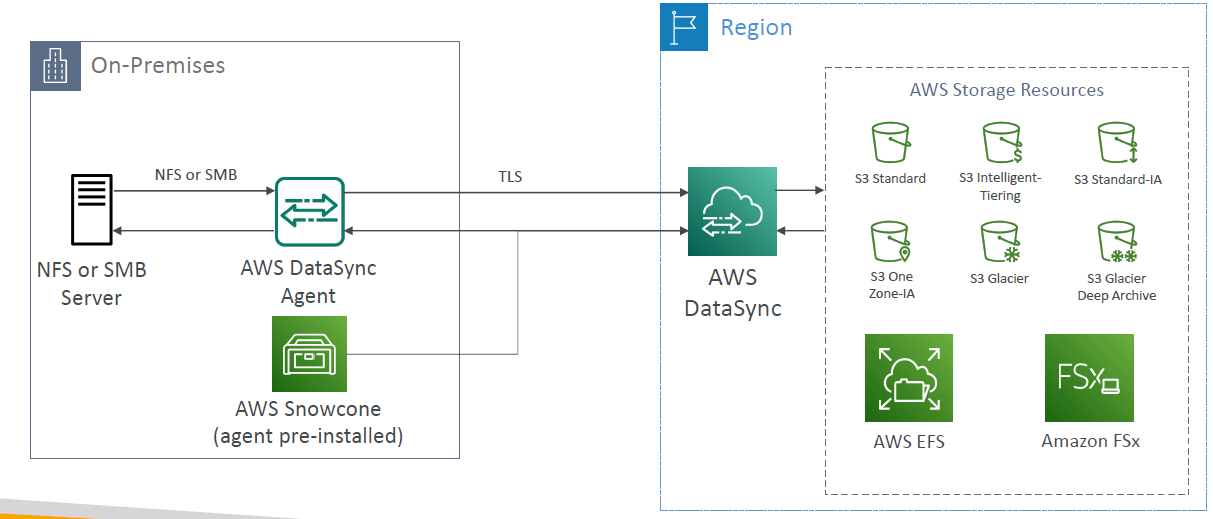 Region
On-Premises
AWS Storage Resources
S3 Standard
S3 Intelligent-
Tiering
S3 Standard-IA
NFS or SMB
TLS
NFS or SMB
Server
AWS DataSync
Agent
AWS
DataSync
S3 One
Zone-IA
S3 Glacier
S3 Glacier
Deep Archive
AWS Snowcone
(agent pre-installed)
FSx
AWS EFS
Amazon FSx